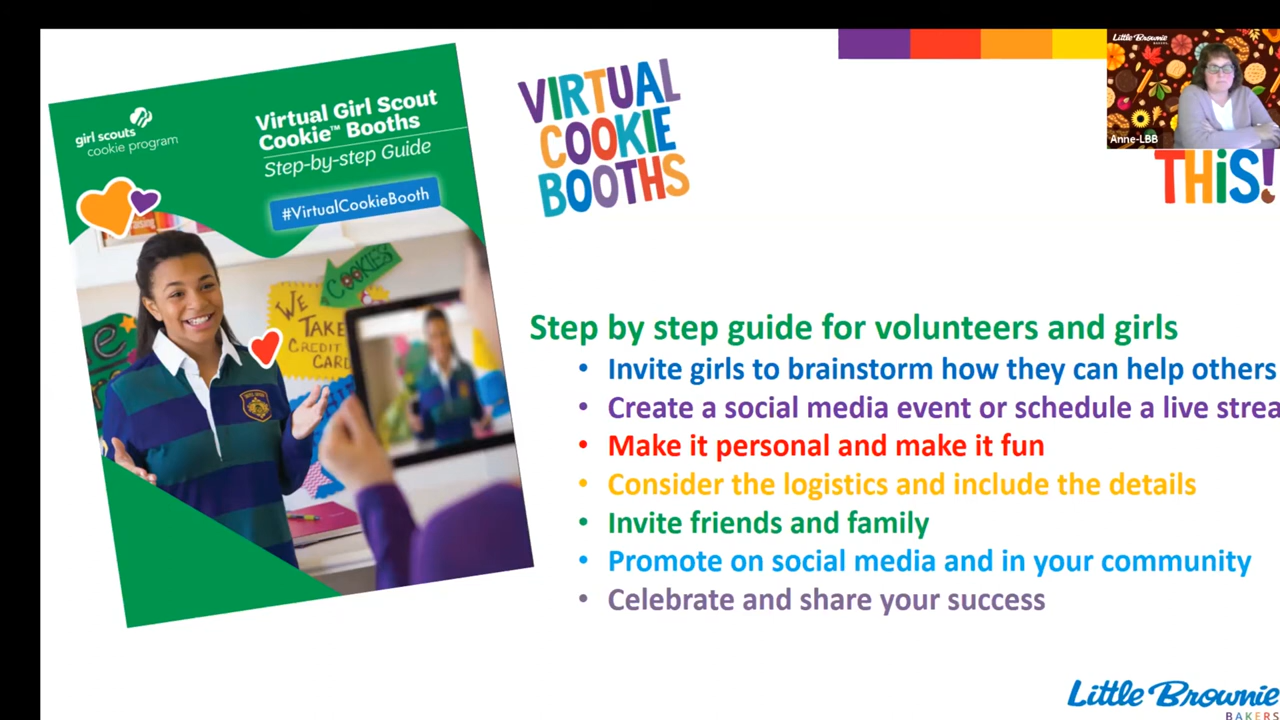 girl scouts
cookie program
Virtual Girl Scout
Cookie™ Booths
Step-by-step Guide
#VirtualCookieBooth
COOKIES
WE
TAKE
CREDIT
CARD
VIRTUAL
COOKIE
BOOTHS
Little Brownie
BAKERS
Anne-LBB
THiS!
Step by step guide for volunteers and girls
• Invite girls to brainstorm how they can help others
• Create a social media event or schedule a live strea
• Make it personal and make it fun
• Consider the logistics and include the details
• Invite friends and family
• Promote on social media and in your community
• Celebrate and share your success
Little Brownie
BAKERS